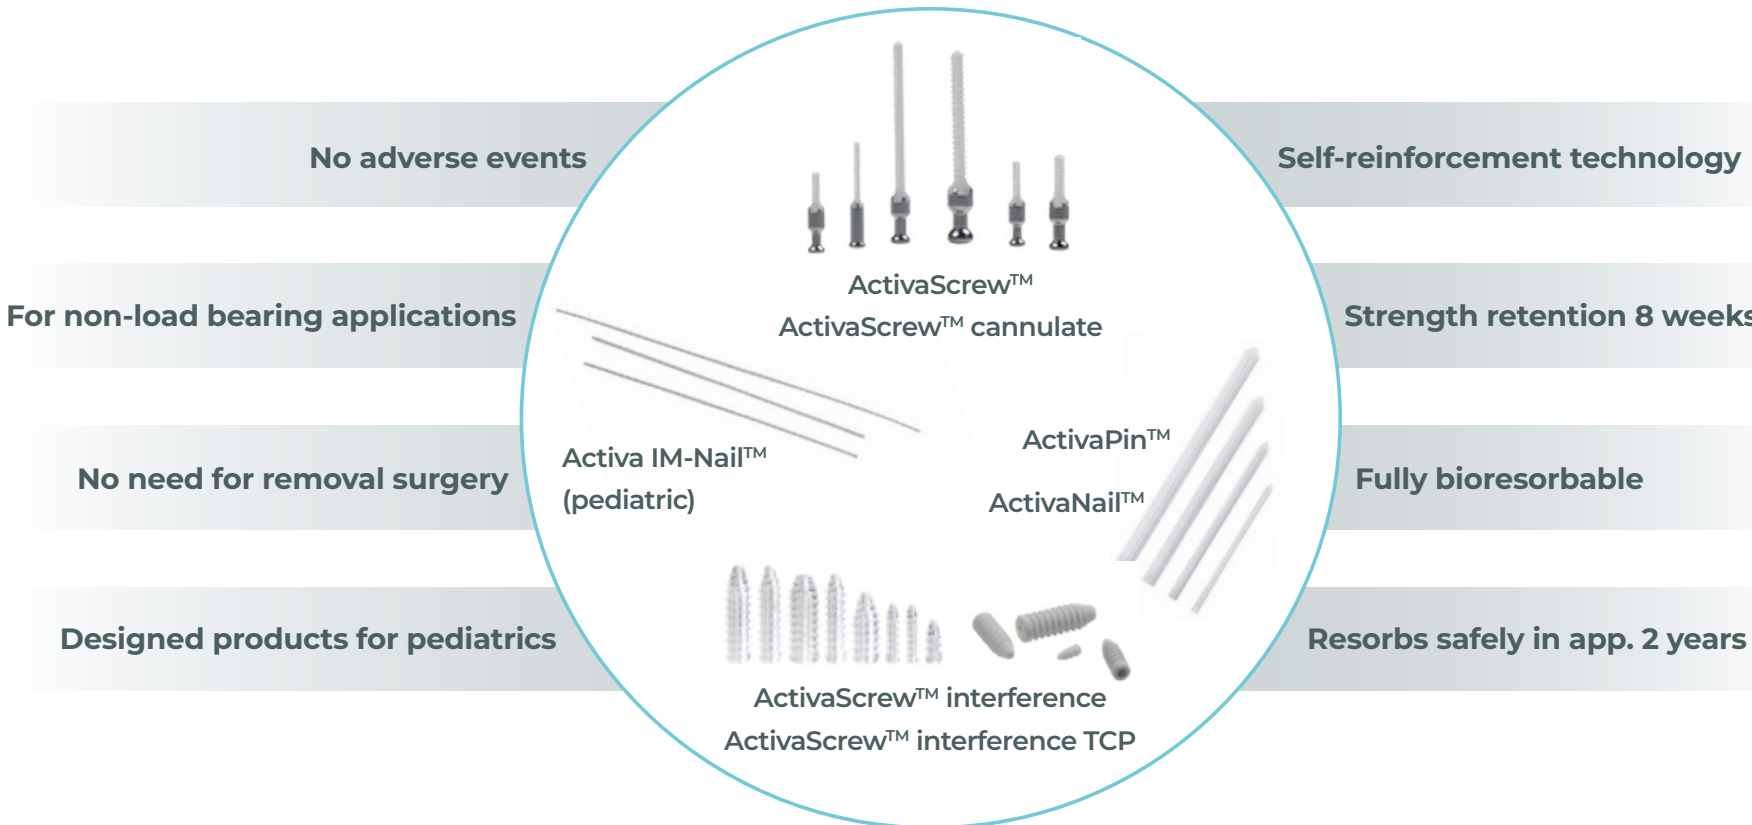 No adverse events
For non-load bearing applications
No need for removal surgery
Designed products for pediatrics
ActivaScrew™
ActivaScrew™ cannulate
Activa IM-Nail™
(pediatric)
ActivaPin™
ActivaNail™
ActivaScrew™ interference
ActivaScrew™ interference TCP
Self-reinforcement technology
Strength retention 8 weeks
Fully bioresorbable
Resorbs safely in app. 2 years